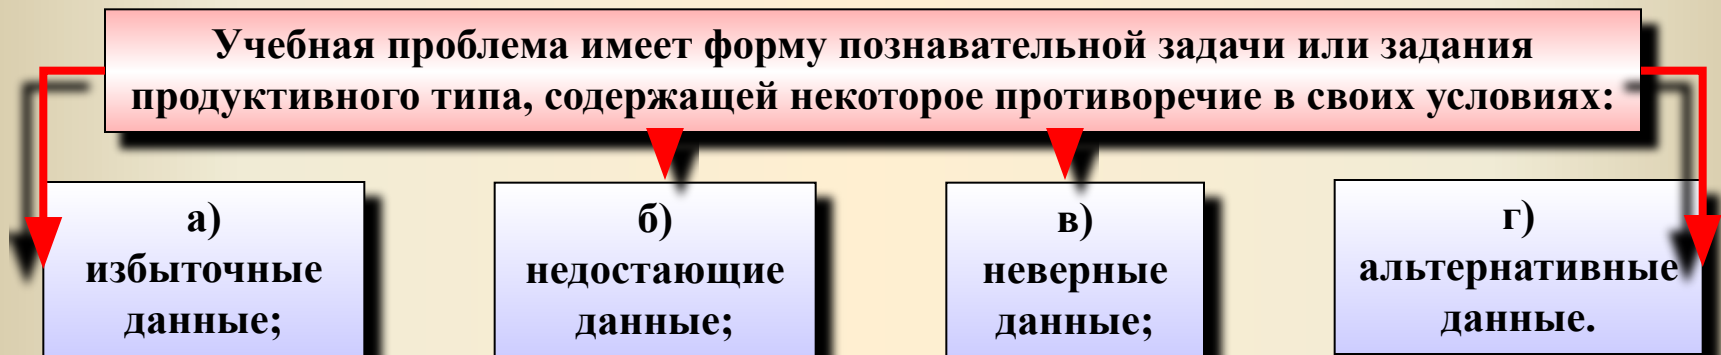 Учебная проблема имеет форму познавательной задачи или задания
продуктивного типа, содержащей некоторое противоречие в своих условиях:
а)
избыточные
данные;
б)
недостающие
данные;
в)
неверные
данные;
г)
альтернативные
данные.